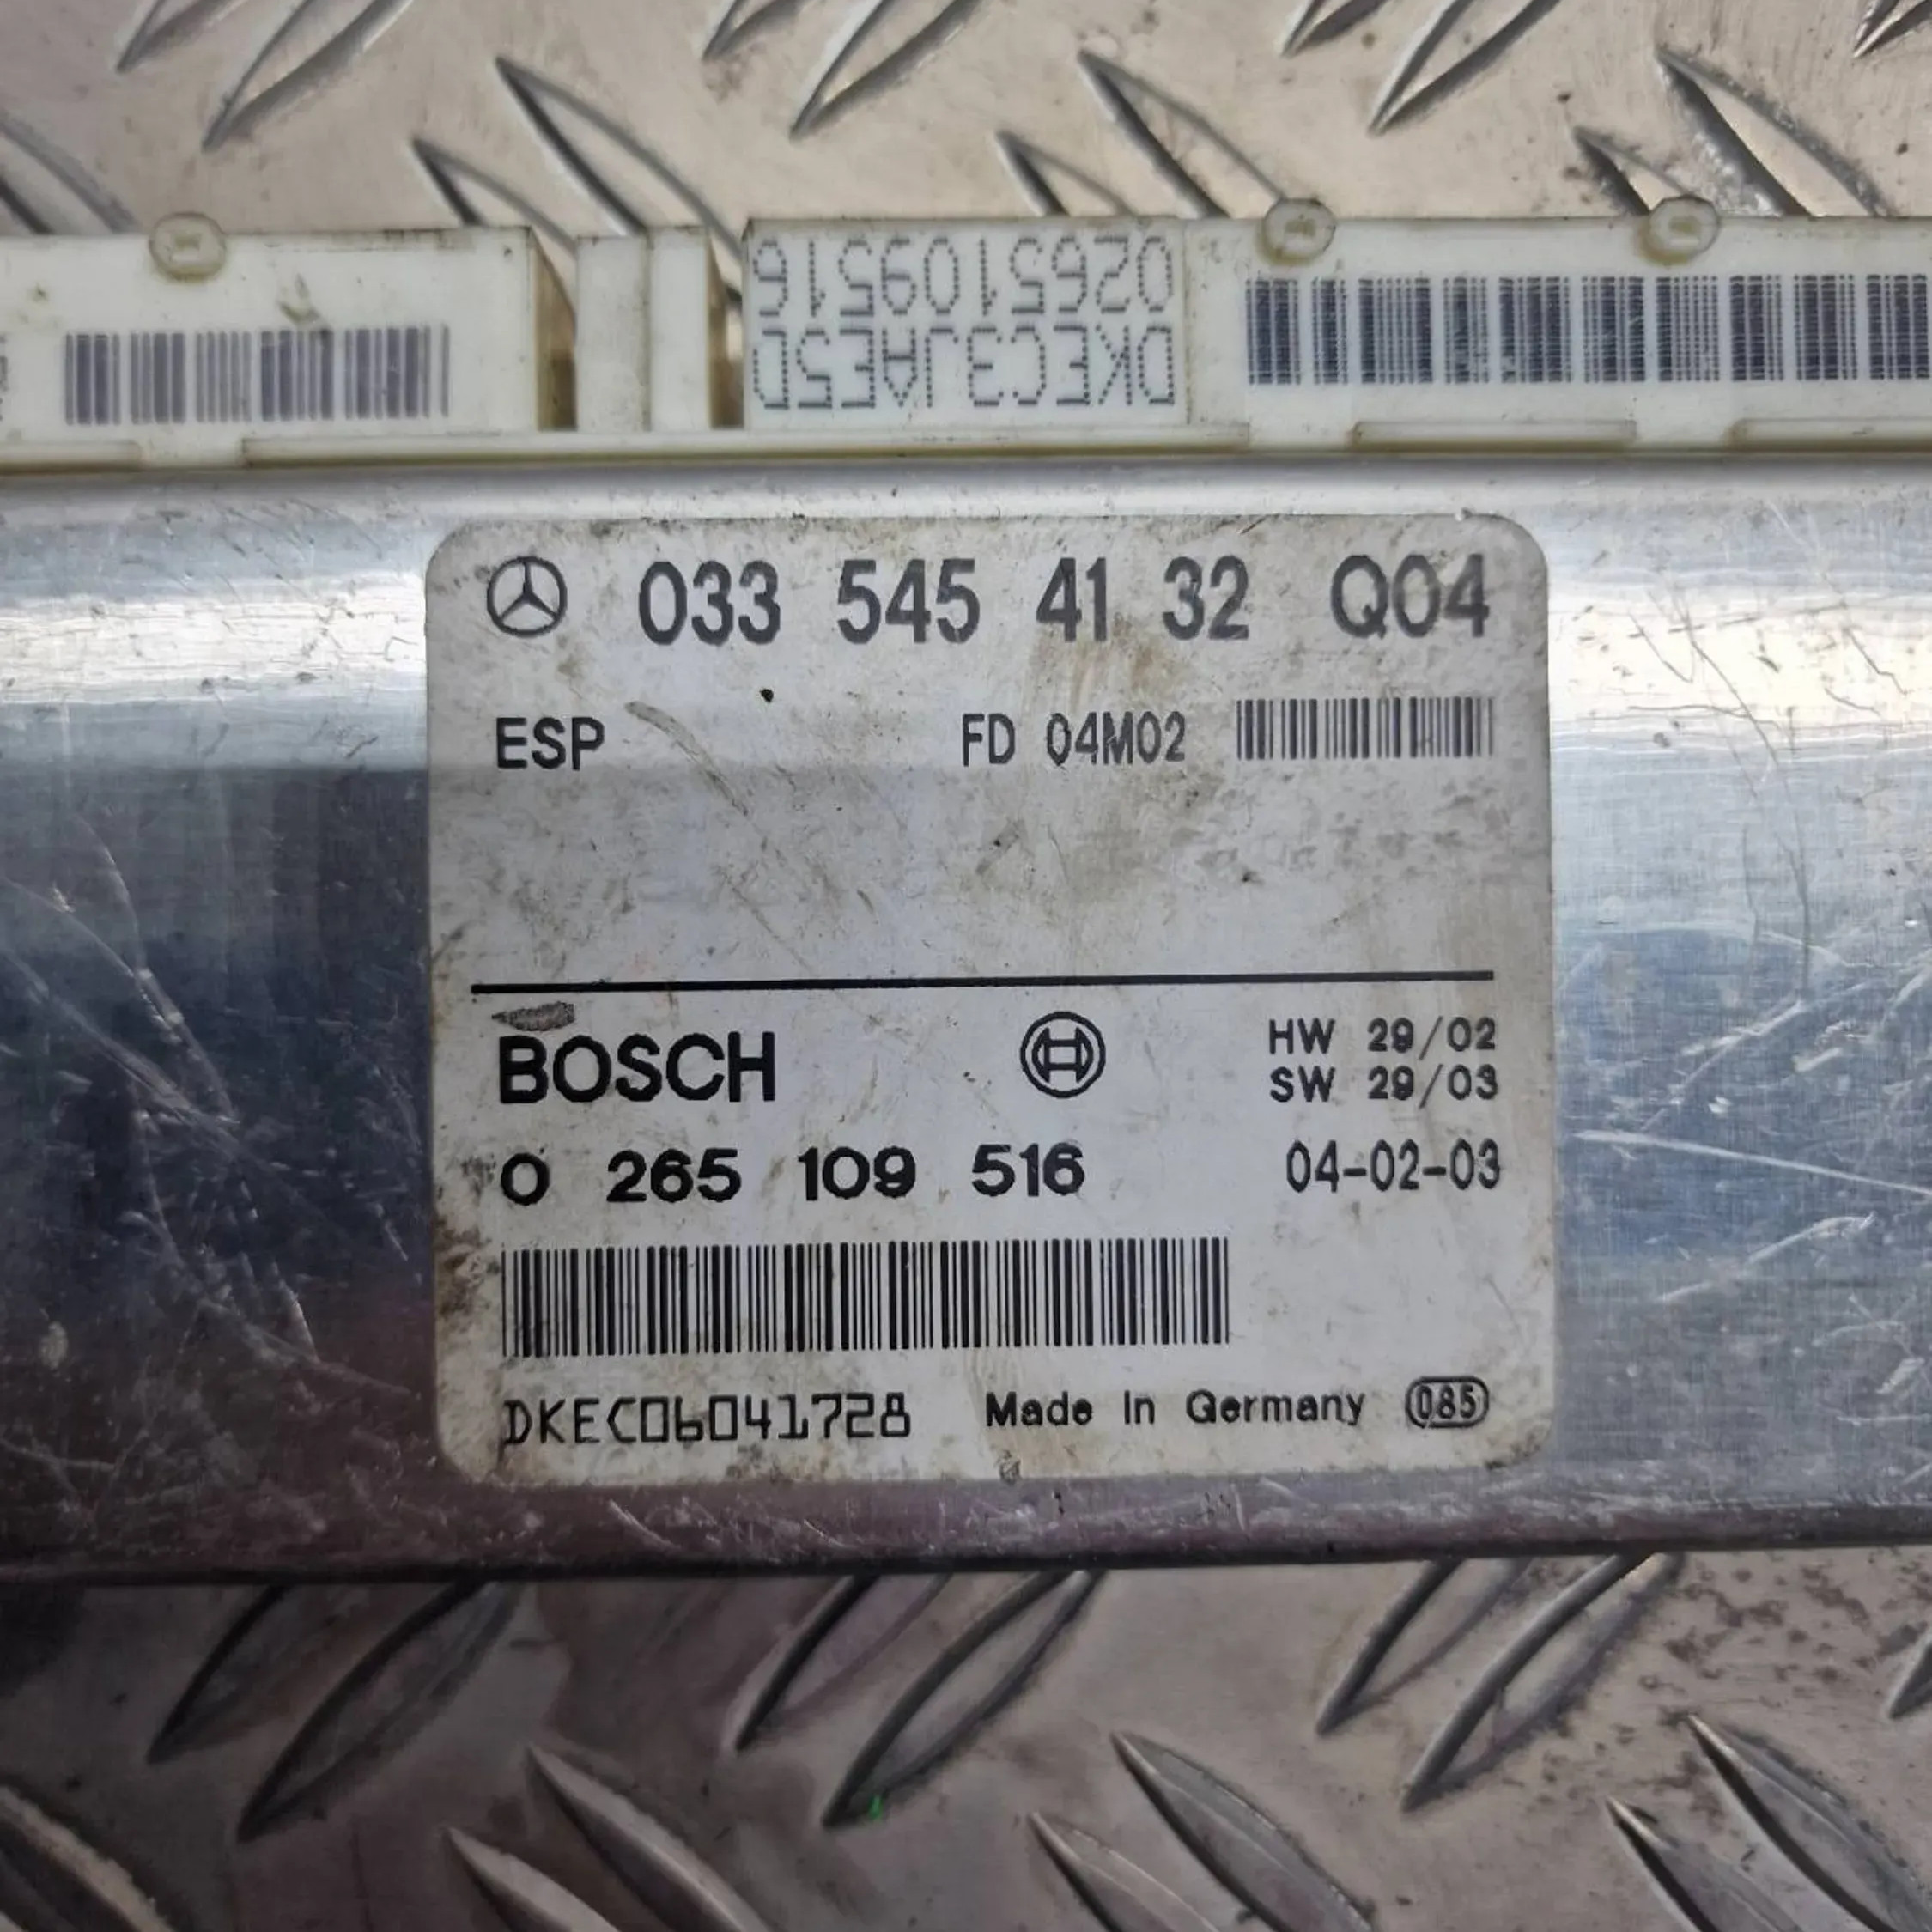 0265109516
DKEC3JAE5D
033 545 41 32 Q04
ESP FD 04M02
BOSCH
HW 29/02
SW 29/03
0 265 109 516 04-02-03
DKEC06041728 Made In Germany 085